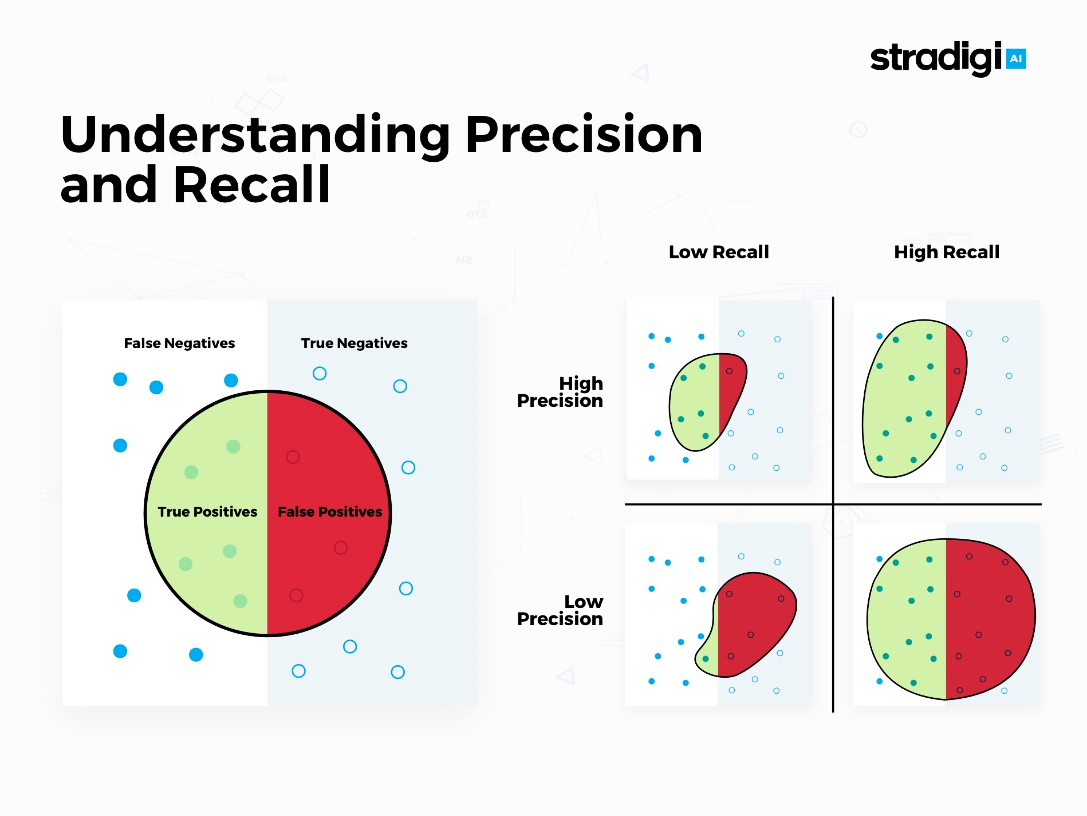 stradigi AI
Understanding Precision
and Recall
Low Recall
High Recall
False Negatives
True Negatives
True Positives
False Positives
High
Precision
Low
Precision